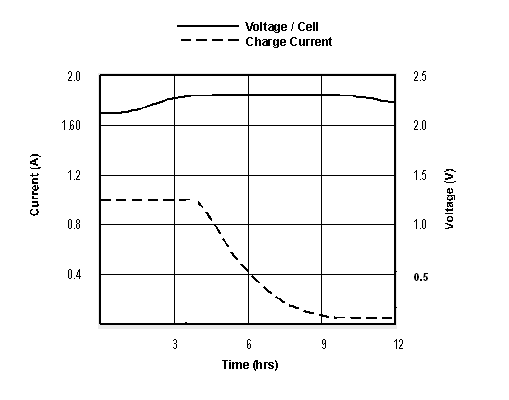 Voltage / Cell
Charge Current
2.0
1.60
1.2
0.8
0.4
Current (A)
2.5
2.0
1.5
1.0
0.5
Voltage (V)
3
6
9
12
Time (hrs)